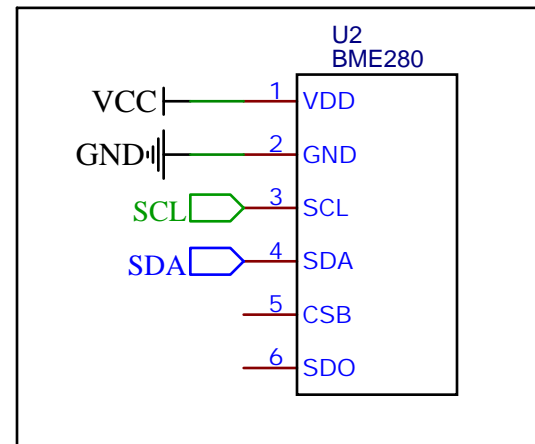 U2
BME280
VCC 1 VDD
GND 2 GND
SCL 3 SCL
SDA 4 SDA
5 CSB
6 SDO